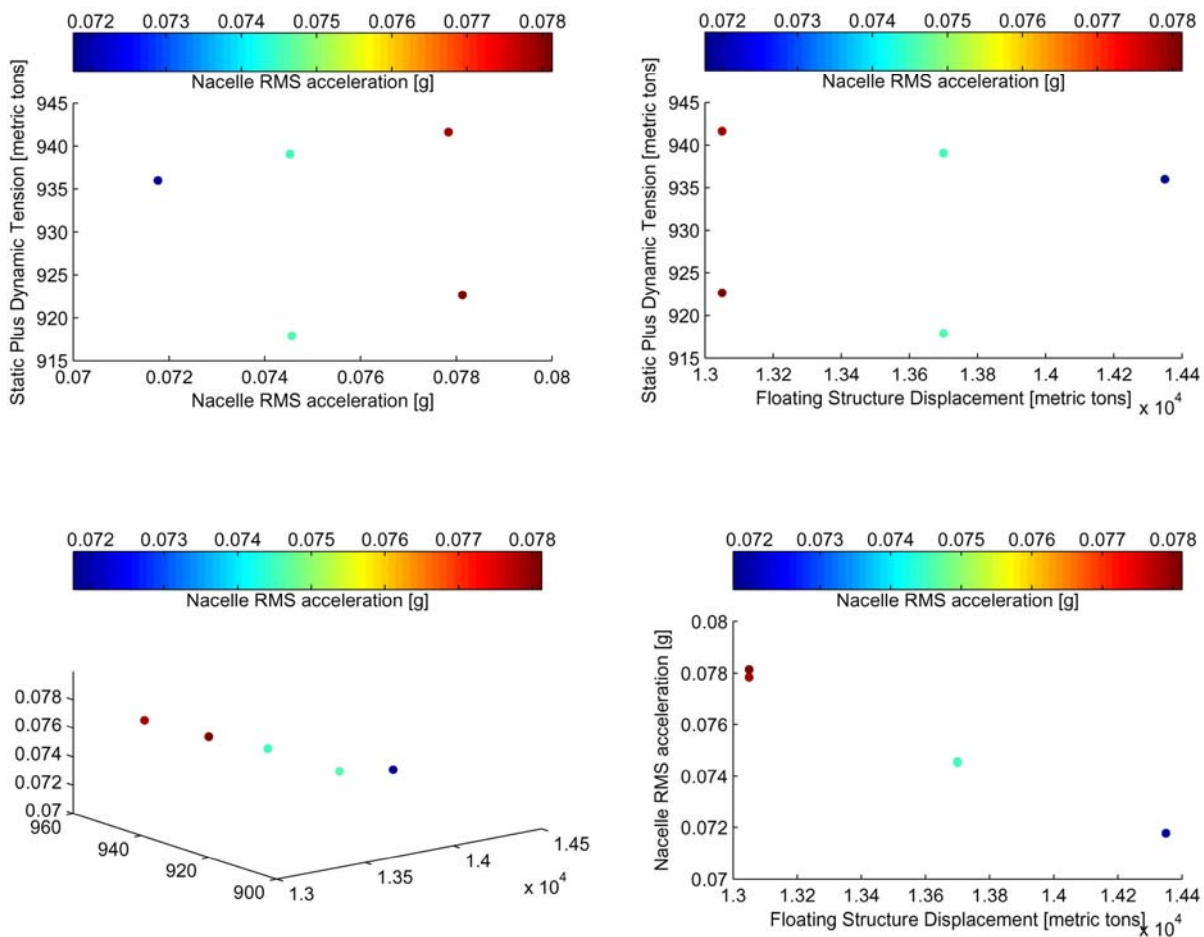 0.072 0.073 0.074 0.075 0.076 0.077 0.078
Nacelle RMS acceleration [g]
Static Plus Dynamic Tension [metric tons]
945
940
935
930
925
920
915
0.07 0.072 0.074 0.076 0.078 0.08
Nacelle RMS acceleration [g]
0.072 0.073 0.074 0.075 0.076 0.077 0.078
Nacelle RMS acceleration [g]
Static Plus Dynamic Tension [metric tons]
945
940
935
930
925
920
915
1.3 1.32 1.34 1.36 1.38 1.4 1.42 1.44
Floating Structure Displacement [metric tons]
x 10^4
0.072 0.073 0.074 0.075 0.076 0.077 0.078
Nacelle RMS acceleration [g]
0.078
0.076
0.074
0.072
0.07
960
940
920
900
1.3
1.35
1.4
1.45
x 10^4
0.072 0.073 0.074 0.075 0.076 0.077 0.078
Nacelle RMS acceleration [g]
Nacelle RMS acceleration [g]
0.08
0.078
0.076
0.074
0.072
0.07
1.3 1.32 1.34 1.36 1.38 1.4 1.42 1.44
Floating Structure Displacement [metric tons]
x 10^4